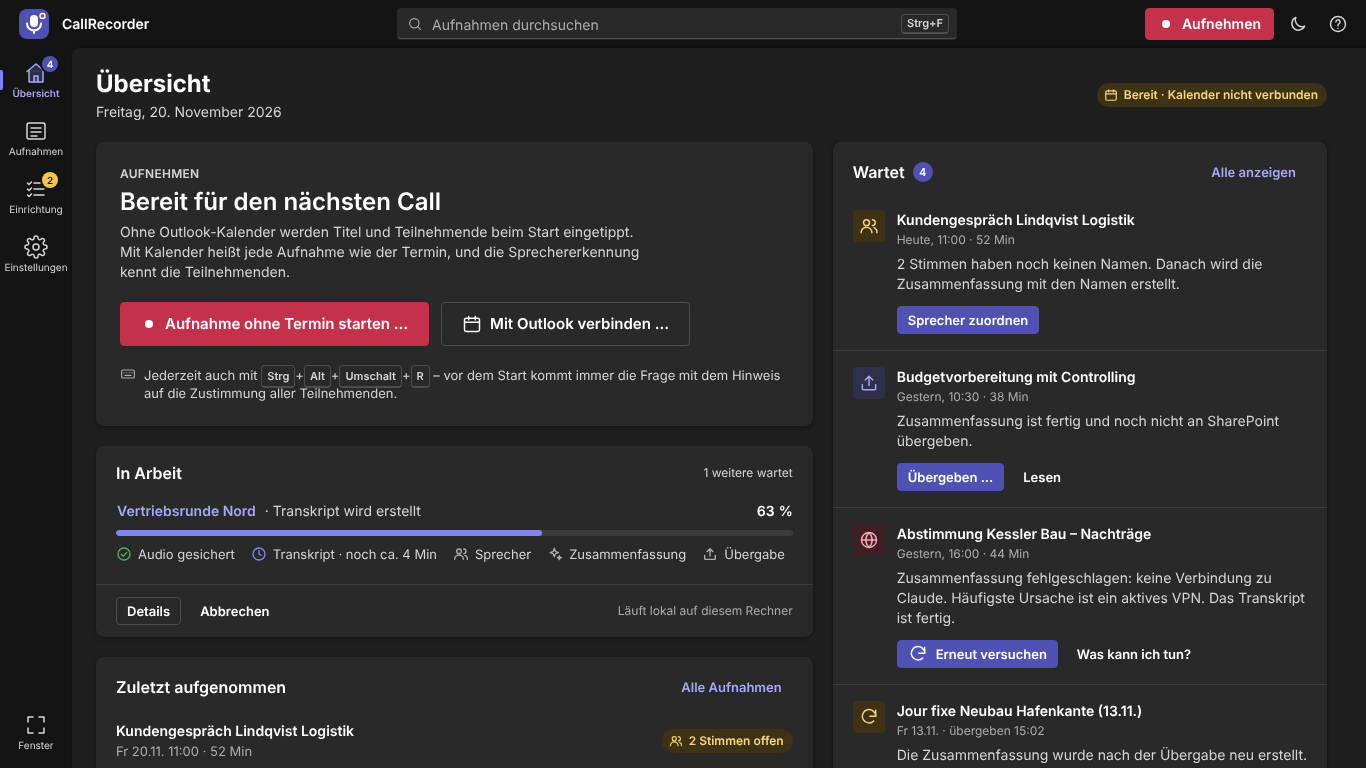 CallRecorder
Aufnahmen durchsuchen
Strg+F
Aufnehmen
4
Übersicht
Aufnahmen
2
Einrichtung
Einstellungen
Fenster
Übersicht
Freitag, 20. November 2026
Bereit · Kalender nicht verbunden
AUFNEHMEN
Bereit für den nächsten Call
Ohne Outlook-Kalender werden Titel und Teilnehmende beim Start eingetippt.
Mit Kalender heißt jede Aufnahme wie der Termin, und die Sprechererkennung
kennt die Teilnehmenden.
Aufnahme ohne Termin starten ...
Mit Outlook verbinden ...
Jederzeit auch mit Strg + Alt + Umschalt + R – vor dem Start kommt immer die Frage mit dem Hinweis
auf die Zustimmung aller Teilnehmenden.
In Arbeit
1 weitere wartet
Vertriebsrunde Nord · Transkript wird erstellt
63 %
Audio gesichert
Transkript · noch ca. 4 Min
Sprecher
Zusammenfassung
Übergabe
Details
Abbrechen
Läuft lokal auf diesem Rechner
Zuletzt aufgenommen
Alle Aufnahmen
Kundengespräch Lindqvist Logistik
Fr 20.11. 11:00 · 52 Min
2 Stimmen offen
Wartet 4
Alle anzeigen
Kundengespräch Lindqvist Logistik
Heute, 11:00 · 52 Min
2 Stimmen haben noch keinen Namen. Danach wird die
Zusammenfassung mit den Namen erstellt.
Sprecher zuordnen
Budgetvorbereitung mit Controlling
Gestern, 10:30 · 38 Min
Zusammenfassung ist fertig und noch nicht an SharePoint
übergeben.
Übergeben ...
Lesen
Abstimmung Kessler Bau – Nachträge
Gestern, 16:00 · 44 Min
Zusammenfassung fehlgeschlagen: keine Verbindung zu
Claude. Häufigste Ursache ist ein aktives VPN. Das Transkript
ist fertig.
Erneut versuchen
Was kann ich tun?
Jour fixe Neubau Hafenkante (13.11.)
Fr 13.11. · übergeben 15:02
Die Zusammenfassung wurde nach der Übergabe neu erstellt.